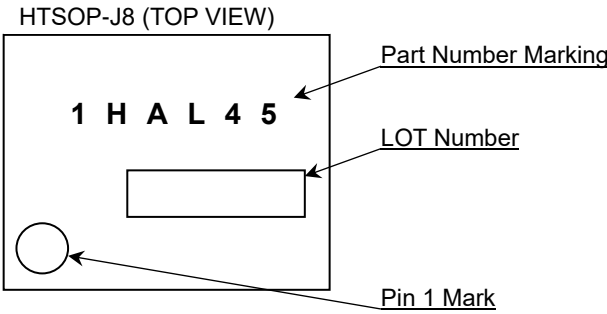 HTSOP-J8 (TOP VIEW)
Part Number Marking
1 H A L 4 5
LOT Number
Pin 1 Mark